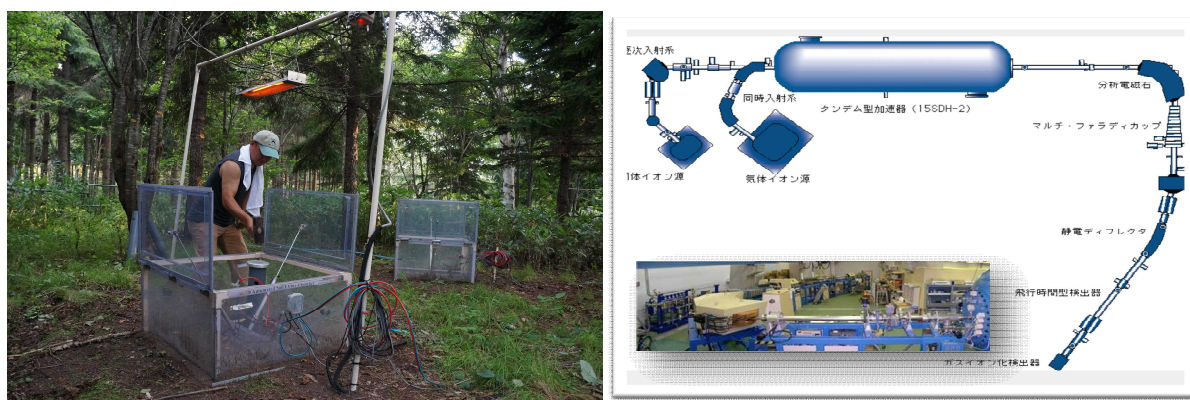 逐次入射系
同時入射系
タンデム型加速器（15SDH-2）
分析電磁石
マルチ・ファラディカップ
体イオン源
気体イオン源
静電ディフレクタ
飛行時間型検出器
ガスイオン化検出器